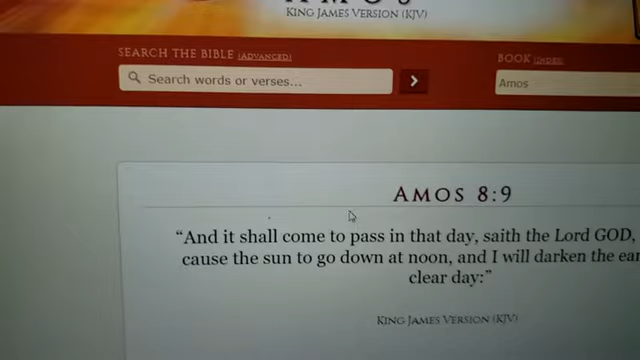 AMOS
KING JAMES VERSION (KJV)
SEARCH THE BIBLE (ADVANCED)
BOOK (INDEX)
Search words or verses...
Amos
AMOS 8:9
“And it shall come to pass in that day, saith the Lord GOD,
cause the sun to go down at noon, and I will darken the
clear day:”
KING JAMES VERSION (KJV)